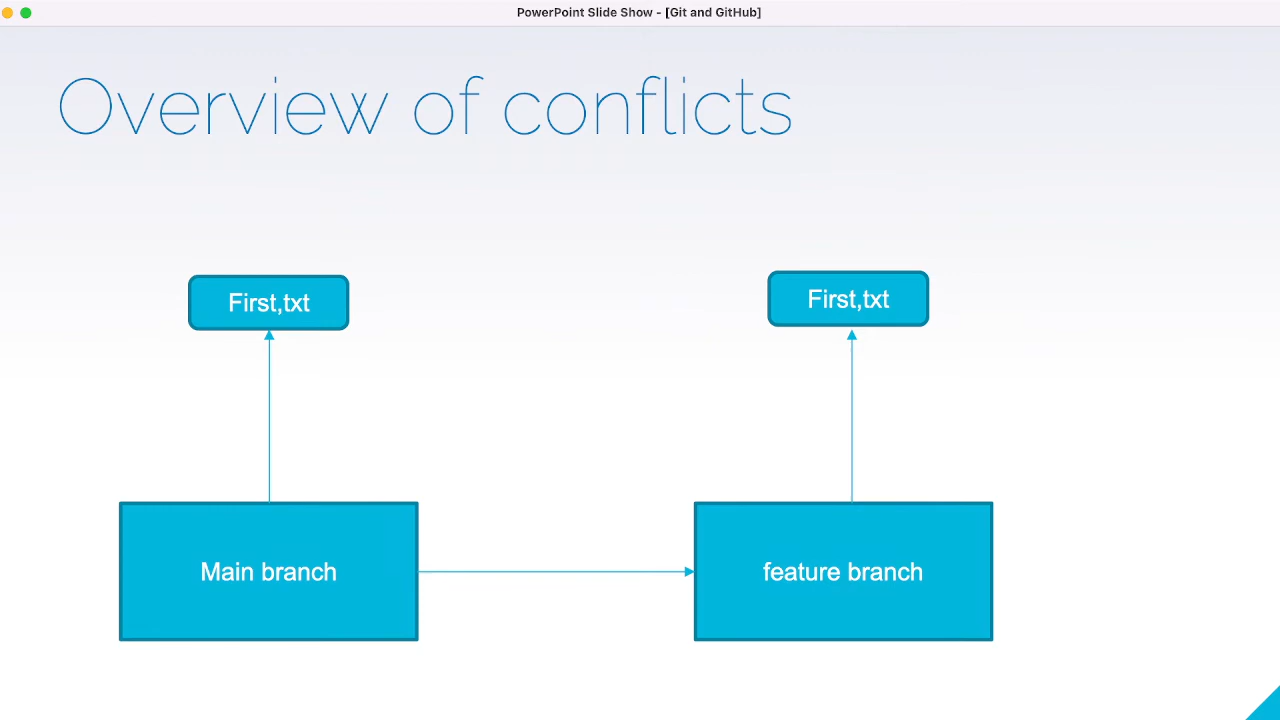 PowerPoint Slide Show - [Git and GitHub]
Overview of conflicts
First,txt
First,txt
Main branch
feature branch